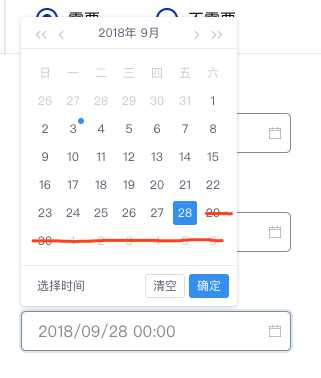 需要 不需要
2018年 9月
日 一 二 三 四 五 六
26 27 28 29 30 31 1
2 3 4 5 6 7 8
9 10 11 12 13 14 15
16 17 18 19 20 21 22
23 24 25 26 27 28 29
30 1 2 3 4 5 6
选择时间 清空 确定
2018/09/28 00:00